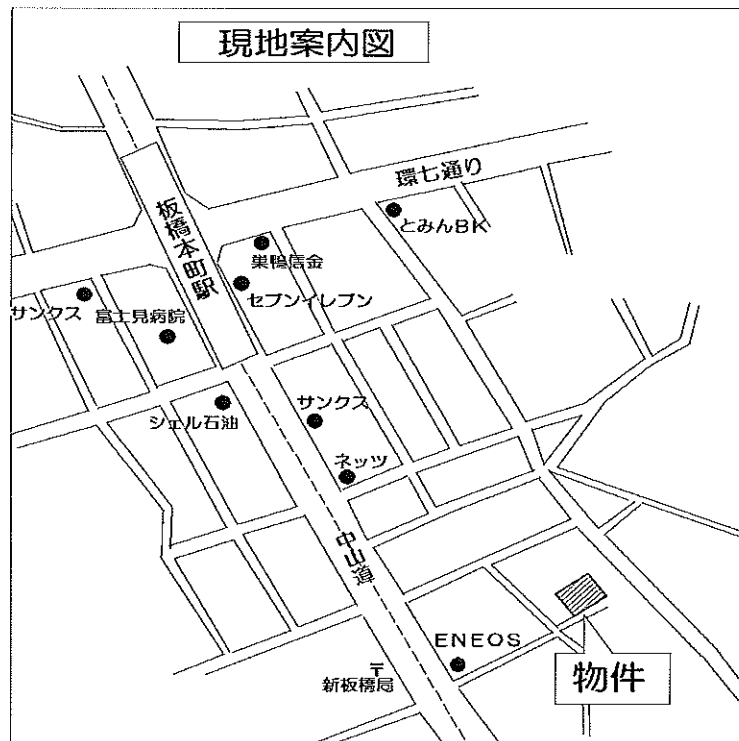 現地案内図
環七通り
とみんBK
板橋本町駅
巣鴨信金
セブンイレブン
サンクス
富士見病院
シェル石油
サンクス
ネッツ
中山道
ENEOS
〒
新板橋局
物件